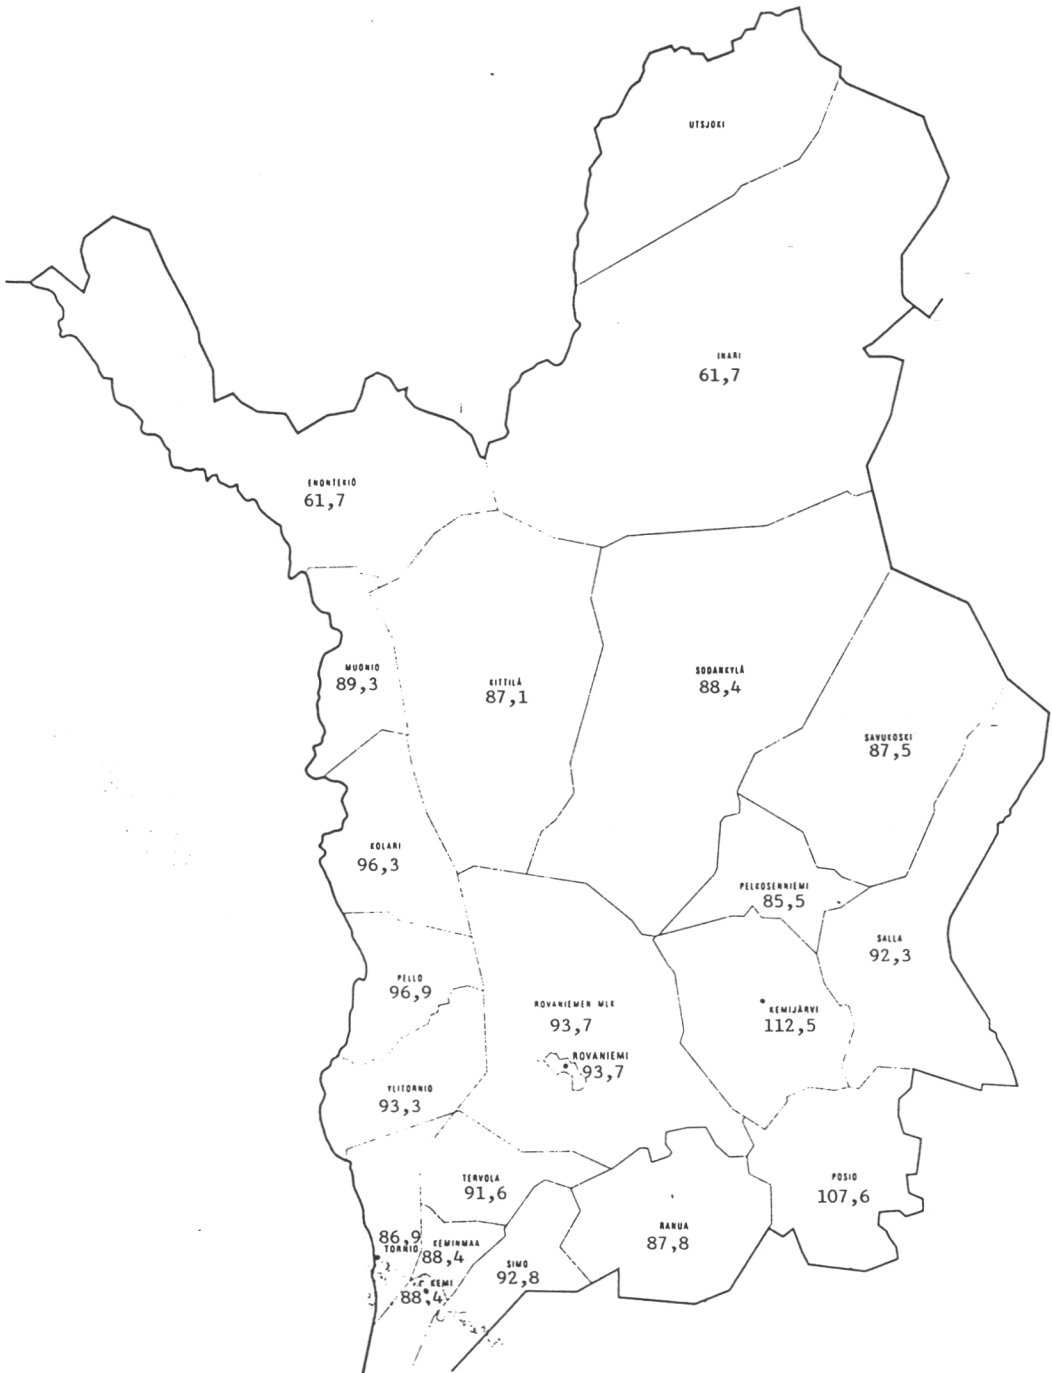 UTSJOKI
INARI
61,7
ENONTEKIÖ
61,7
MUONIO
89,3
KITTILÄ
87,1
SODANKYLÄ
88,4
SAVUKOSKI
87,5
KOLARI
96,3
PELKOSENNIEMI
85,5
SALLA
92,3
PELLO
96,9
ROVANIEMEN MLK
93,7
KEMIJÄRVI
112,5
ROVANIEMI
93,7
YLITORNIO
93,3
TERVOLA
91,6
POSIO
107,6
RANUA
87,8
86,9
TORNIO
KEMINMAA
88,4
SIMO
92,8
KEMI
88,4